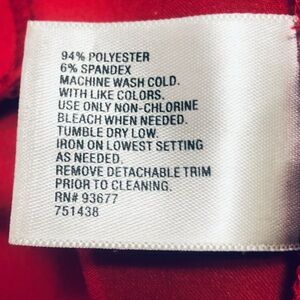 94% POLYESTER
6% SPANDEX
MACHINE WASH COLD.
WITH LIKE COLORS.
USE ONLY NON-CHLORINE
BLEACH WHEN NEEDED.
TUMBLE DRY LOW.
IRON ON LOWEST SETTING
AS NEEDED.
REMOVE DETACHABLE TRIM
PRIOR TO CLEANING.
RN# 93677
751438